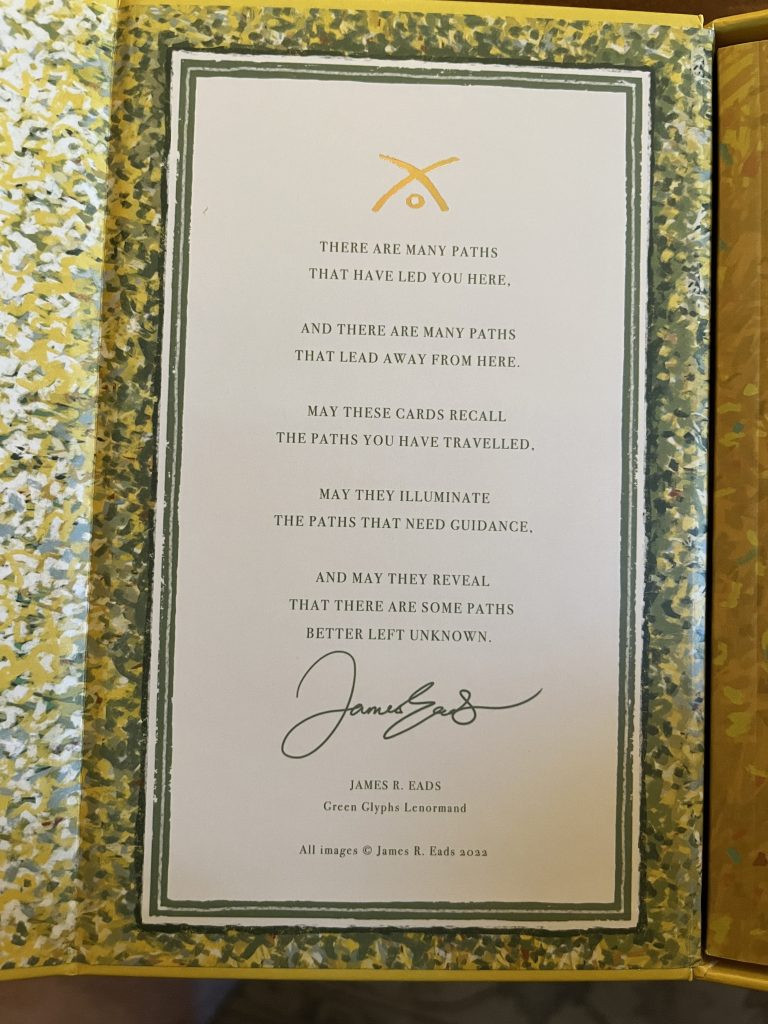 THERE ARE MANY PATHS
THAT HAVE LED YOU HERE,
AND THERE ARE MANY PATHS
THAT LEAD AWAY FROM HERE.
MAY THESE CARDS RECALL
THE PATHS YOU HAVE TRAVELLED,
MAY THEY ILLUMINATE
THE PATHS THAT NEED GUIDANCE,
AND MAY THEY REVEAL
THAT THERE ARE SOME PATHS
BETTER LEFT UNKNOWN.
James Eads
JAMES R. EADS
Green Glyphs Lenormand
All images © James R. Eads 2022